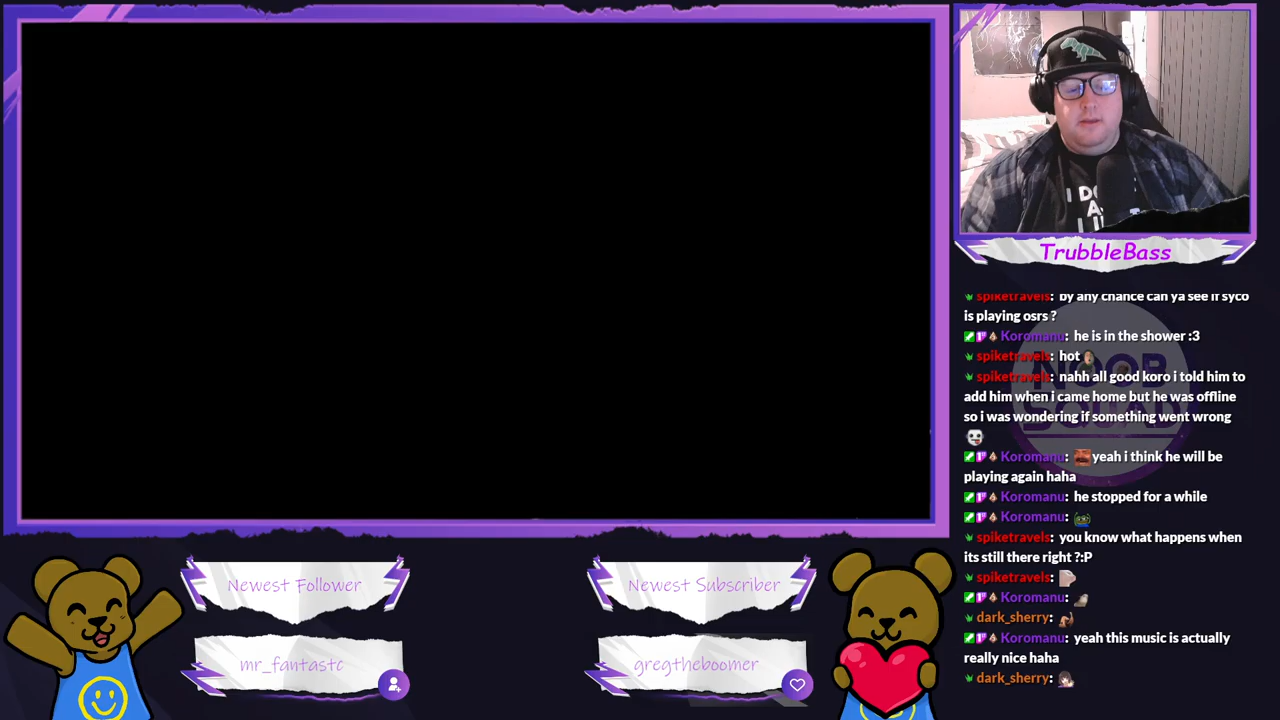 TrubbleBass
spiketravels: by any chance can ya see if syco
is playing osrs ?
Koromanu: he is in the shower :3
spiketravels: hot
spiketravels: nahh all good koro i told him to
add him when i came home but he was offline
so i was wondering if something went wrong
Koromanu: yeah i think he will be
playing again haha
Koromanu: he stopped for a while
Koromanu:
spiketravels: you know what happens when
its still there right ?:P
spiketravels:
Koromanu:
dark_sherry:
Koromanu: yeah this music is actually
really nice haha
dark_sherry:
NOOB
SQUAD
Newest Follower
mr_fantastc
Newest Subscriber
gregtheboomer